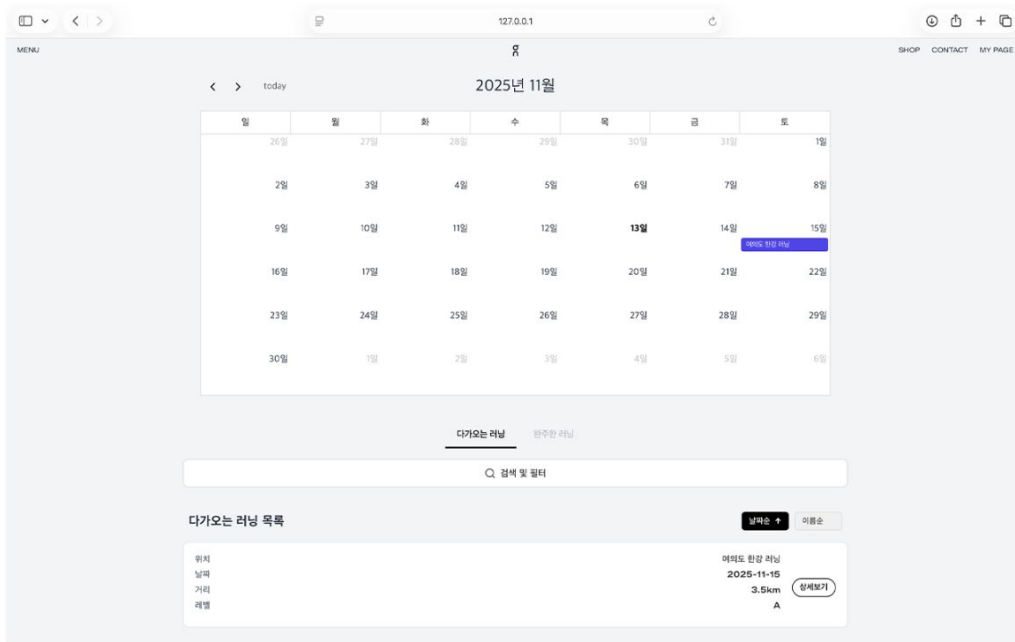 127.0.0.1
MENU
SHOP CONTACT MY PAGE
today 2025년 11월
일 월 화 수 목 금 토
26일 27일 28일 29일 30일 31일 1일
2일 3일 4일 5일 6일 7일 8일
9일 10일 11일 12일 13일 14일 15일
여의도 한강 러닝
16일 17일 18일 19일 20일 21일 22일
23일 24일 25일 26일 27일 28일 29일
30일 1일 2일 3일 4일 5일 6일
다가오는 러닝 완주한 러닝
검색 및 필터
다가오는 러닝 목록 날짜순 ↑ 이름순
위치 여의도 한강 러닝
날짜 2025-11-15
거리 3.5km
레벨 A
상세보기